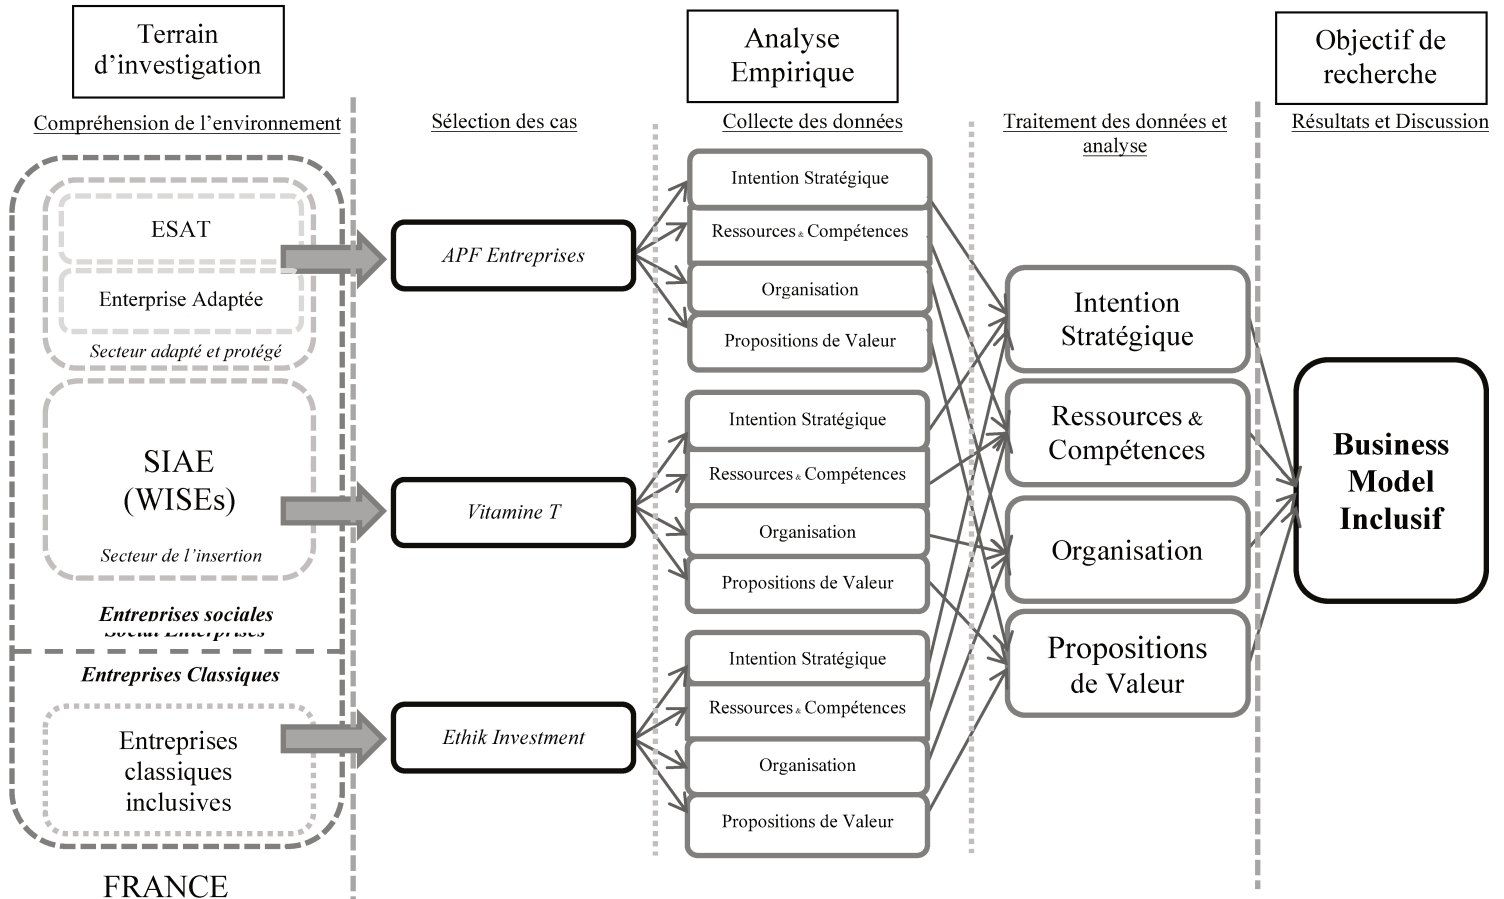 Terrain
d’investigation
Analyse
Empirique
Objectif de
recherche
Compréhension de l’environnement
Sélection des cas
Collecte des données
Traitement des données et
analyse
Résultats et Discussion
ESAT
Enterprise Adaptée
Secteur adapté et protégé
SIAE
(WISEs)
Secteur de l’insertion
Entreprises sociales
Social Enterprises
Entreprises Classiques
Entreprises
classiques
inclusives
FRANCE
APF Entreprises
Vitamine T
Ethik Investment
Intention Stratégique
Ressources & Compétences
Organisation
Propositions de Valeur
Intention Stratégique
Ressources & Compétences
Organisation
Propositions de Valeur
Intention Stratégique
Ressources & Compétences
Organisation
Propositions de Valeur
Intention
Stratégique
Ressources &
Compétences
Organisation
Propositions
de Valeur
Business
Model
Inclusif